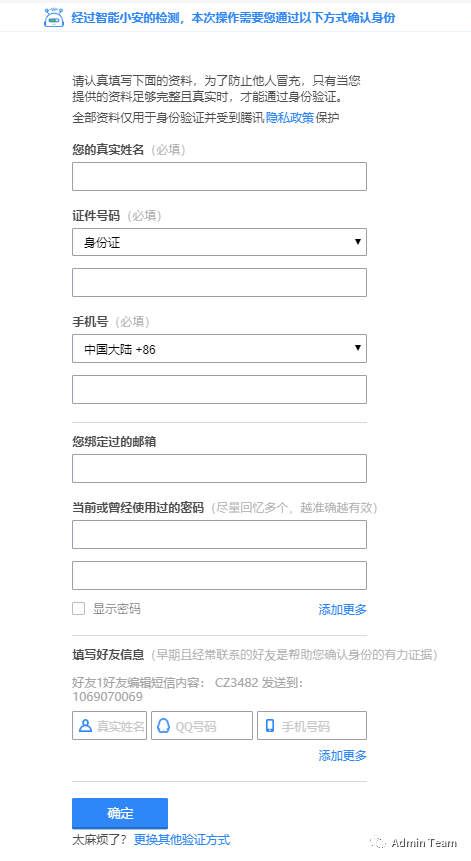 经过智能小安的检测，本次操作需要您通过以下方式确认身份
请认真填写下面的资料，为了防止他人冒充，只有当您
提供的资料足够完整且真实时，才能通过身份验证。
全部资料仅用于身份验证并受到腾讯隐私政策保护
您的真实姓名（必填）
证件号码（必填）
身份证
手机号（必填）
中国大陆 +86
您绑定过的邮箱
当前或曾经使用过的密码（尽量回忆多个，越准确越有效）
显示密码 添加更多
填写好友信息（早期且经常联系的好友是帮助您确认身份的有力证据）
好友1好友编辑短信内容： CZ3482 发送到：
1069070069
真实姓名 QQ号码 手机号码
添加更多
确定
太麻烦了？ 更换其他验证方式
Admin Team